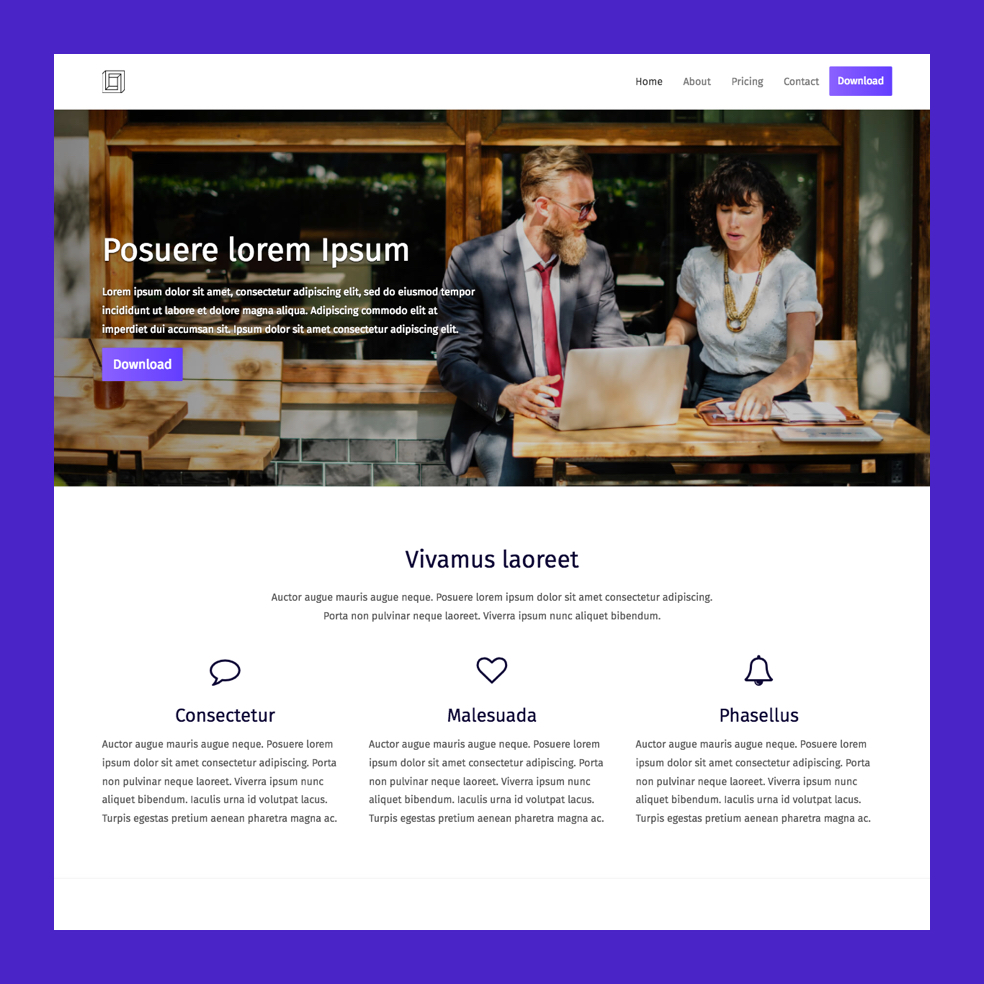 Home About Pricing Contact Download
Posuere lorem Ipsum
Lorem ipsum dolor sit amet, consectetur adipiscing elit, sed do eiusmod tempor
incididunt ut labore et dolore magna aliqua. Adipiscing commodo elit at
imperdiet dui accumsan sit. Ipsum dolor sit amet consectetur adipiscing elit.
Download
Vivamus laoreet
Auctor augue mauris augue neque. Posuere lorem ipsum dolor sit amet consectetur adipiscing.
Porta non pulvinar neque laoreet. Viverra ipsum nunc aliquet bibendum.
Consectetur
Auctor augue mauris augue neque. Posuere lorem
ipsum dolor sit amet consectetur adipiscing. Porta
non pulvinar neque laoreet. Viverra ipsum nunc
aliquet bibendum. Iaculis urna id volutpat lacus.
Turpis egestas pretium aenean pharetra magna ac.
Malesuada
Auctor augue mauris augue neque. Posuere lorem
ipsum dolor sit amet consectetur adipiscing. Porta
non pulvinar neque laoreet. Viverra ipsum nunc
aliquet bibendum. Iaculis urna id volutpat lacus.
Turpis egestas pretium aenean pharetra magna ac.
Phasellus
Auctor augue mauris augue neque. Posuere lorem
ipsum dolor sit amet consectetur adipiscing. Porta
non pulvinar neque laoreet. Viverra ipsum nunc
aliquet bibendum. Iaculis urna id volutpat lacus.
Turpis egestas pretium aenean pharetra magna ac.